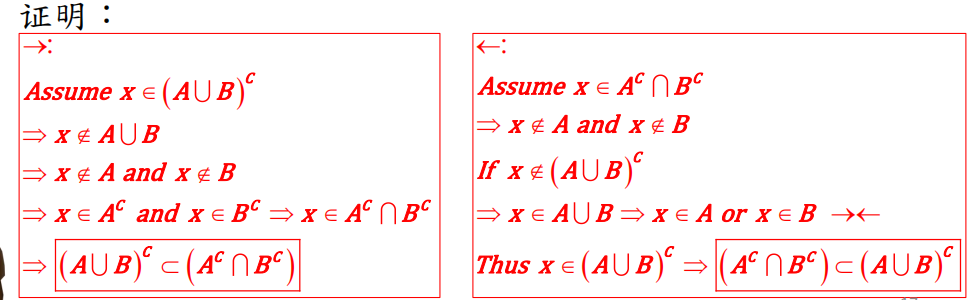 证明：
→:
Assume x ∈ (A ⋃ B)^C
⇒ x ∉ A ⋃ B
⇒ x ∉ A and x ∉ B
⇒ x ∈ A^C and x ∈ B^C ⇒ x ∈ A^C ⋂ B^C
⇒ (A ⋃ B)^C ⊂ (A^C ⋂ B^C)
←:
Assume x ∈ A^C ⋂ B^C
⇒ x ∉ A and x ∉ B
If x ∉ (A ⋃ B)^C
⇒ x ∈ A ⋃ B ⇒ x ∈ A or x ∈ B →←
Thus x ∈ (A ⋃ B)^C ⇒ (A^C ⋂ B^C) ⊂ (A ⋃ B)^C